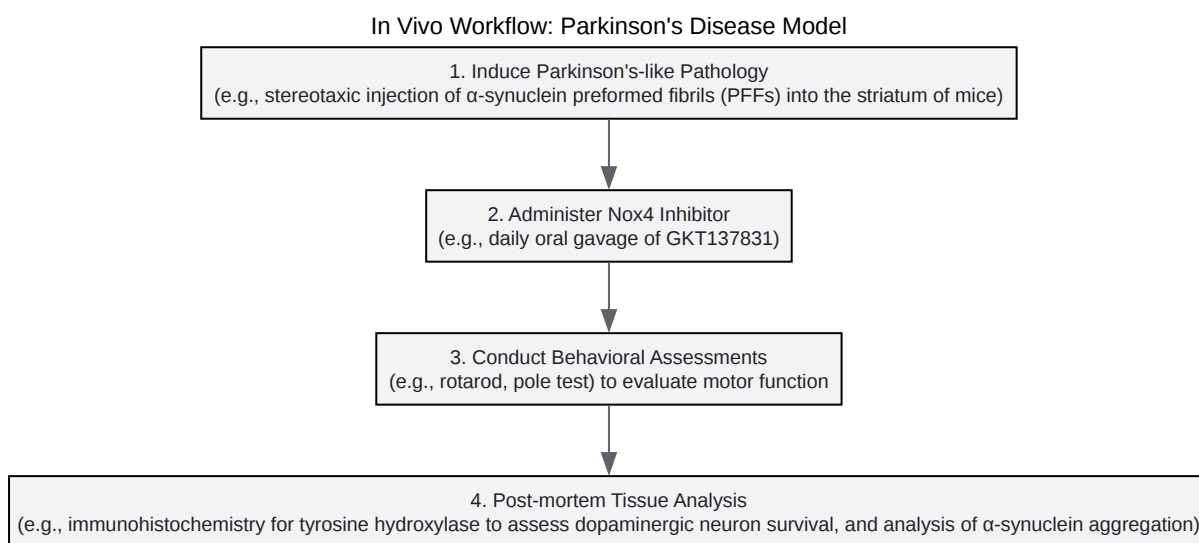 In Vivo Workflow: Parkinson's Disease Model
1. Induce Parkinson's-like Pathology
(e.g., stereotaxic injection of α-synuclein preformed fibrils (PFFs) into the striatum of mice)
2. Administer Nox4 Inhibitor
(e.g., daily oral gavage of GKT137831)
3. Conduct Behavioral Assessments
(e.g., rotarod, pole test) to evaluate motor function
4. Post-mortem Tissue Analysis
(e.g., immunohistochemistry for tyrosine hydroxylase to assess dopaminergic neuron survival, and analysis of α-synuclein aggregation)